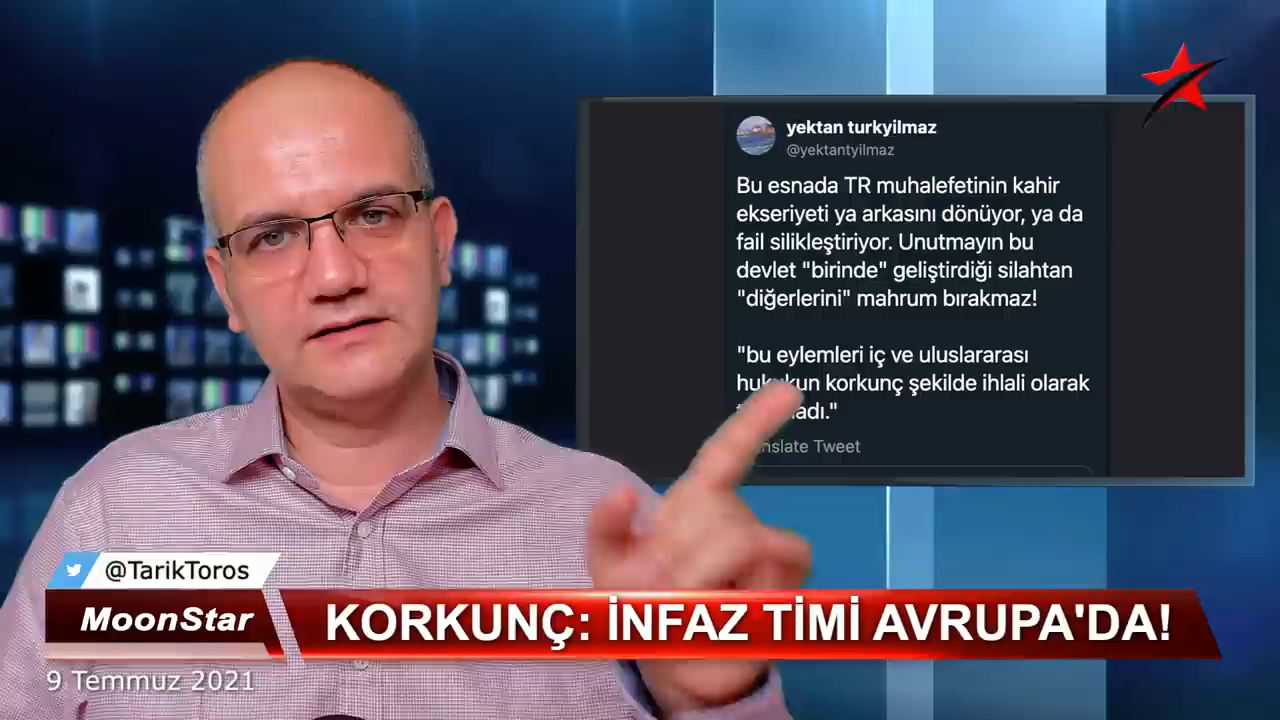 yektan turkyilmaz
@yektantyilmaz
Bu esnada TR muhalefetinin kahir
ekseriyeti ya arkasını dönüyor, ya da
fail silikleştiriyor. Unutmayın bu
devlet "birinde" geliştirdiği silahtan
"diğerlerini" mahrum bırakmaz!
"bu eylemleri iç ve uluslararası
hukukun korkunç şekilde ihlali olarak
Tweet
@TarikToros
MoonStar
KORKUNÇ: İNFAZ TİMİ AVRUPA'DA!
9 Temmuz 2021